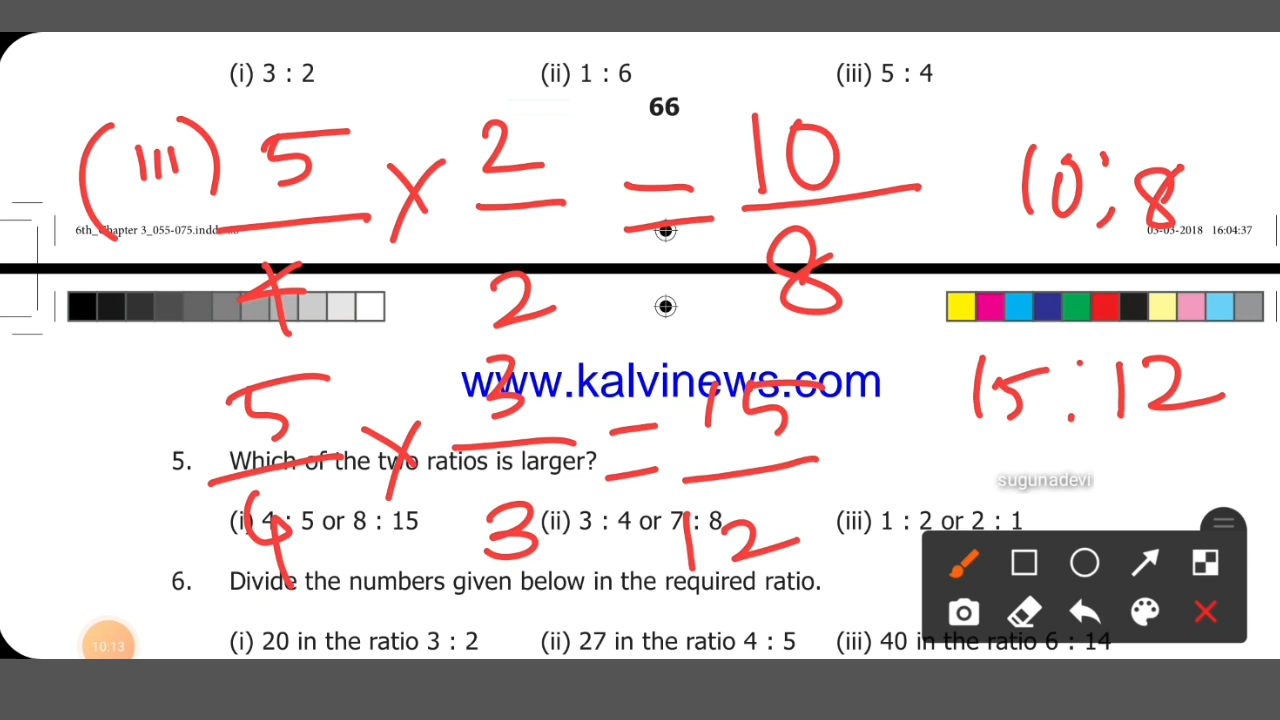 (i) 3 : 2 (ii) 1 : 6 (iii) 5 : 4
66
(III) 5/4 × 2/2 = 10/8 10:8
6th_Chapter 3_055-075.indd 03-03-2018 16:04:37
www.kalvinews.com
5/4 × 3/3 = 15/12 15:12
5. Which of the two ratios is larger?
sugunadevi
(i) 4 : 5 or 8 : 15 (ii) 3 : 4 or 7 : 8 (iii) 1 : 2 or 2 : 1
6. Divide the numbers given below in the required ratio.
(i) 20 in the ratio 3 : 2 (ii) 27 in the ratio 4 : 5 (iii) 40 in the ratio 6 : 14
10:13